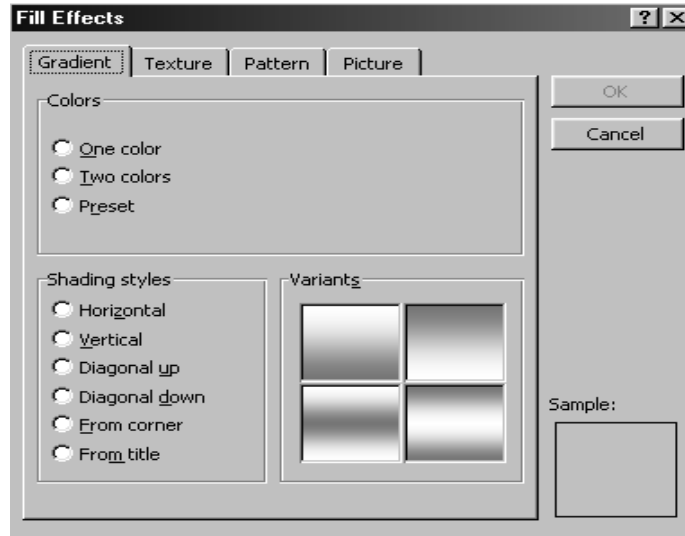 Fill Effects
Gradient Texture Pattern Picture
OK
Cancel
Colors
One color
Two colors
Preset
Shading styles
Horizontal
Vertical
Diagonal up
Diagonal down
From corner
From title
Variants
Sample: